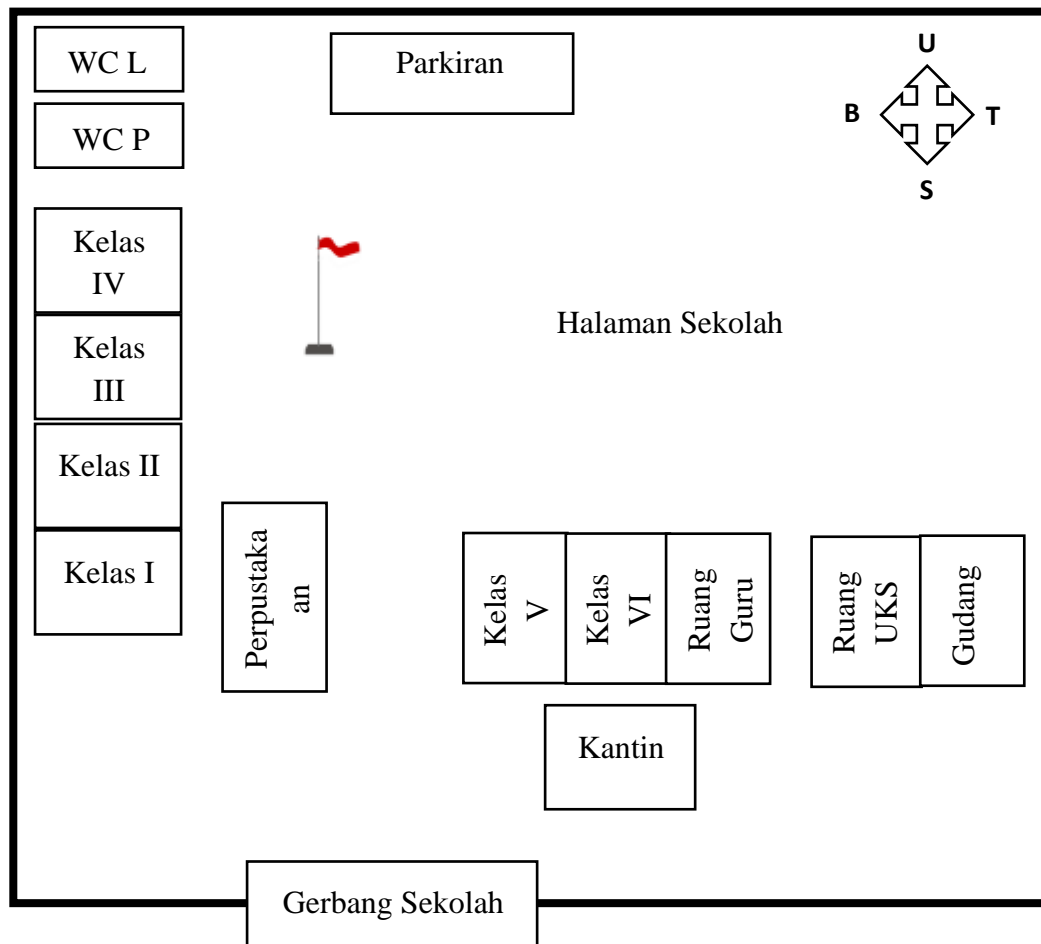 WC L
Parkiran
U
B
T
S
WC P
Kelas
IV
Halaman Sekolah
Kelas
III
Kelas II
Kelas I
Perpustaka
an
Kelas
V
Kelas
VI
Ruang
Guru
Ruang
UKS
Gudang
Kantin
Gerbang Sekolah